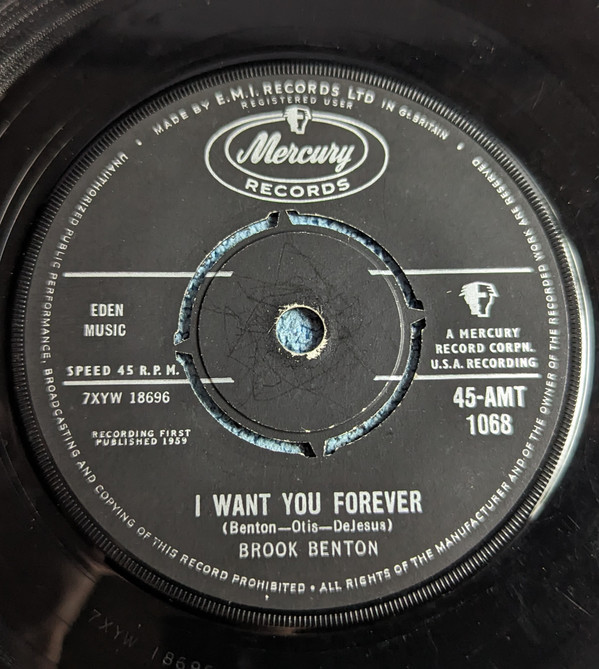 MADE BY E.M.I. RECORDS LTD IN GT BRITAIN
REGISTERED USER
Mercury
RECORDS
EDEN
MUSIC
SPEED 45 R.P.M.
7XYW 18696
RECORDING FIRST
PUBLISHED 1959
A MERCURY
RECORD CORPN.
U.S.A. RECORDING
45-AMT
1068
I WANT YOU FOREVER
(Benton—Otis—DeJesus)
BROOK BENTON
ALL RIGHTS OF THE MANUFACTURER AND OF THE OWNER OF THE RECORDED WORK ARE RESERVED
UNAUTHORIZED PUBLIC PERFORMANCE, BROADCASTING AND COPYING OF THIS RECORD PROHIBITED
7XYW 1869